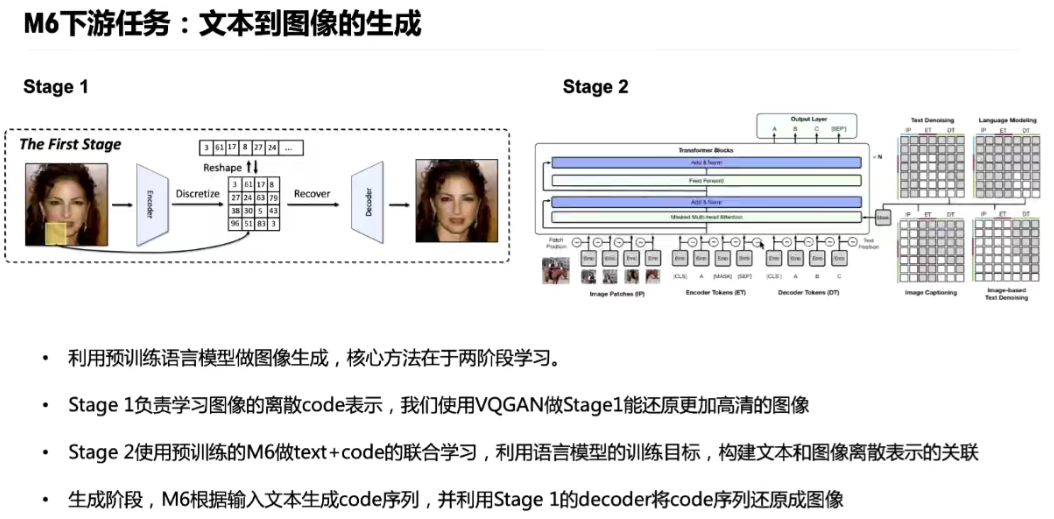 M6下游任务：文本到图像的生成
Stage 1
Stage 2
The First Stage
3 61 17 8 27 24 ...
Reshape
Encoder
Discretize
3 61 17 8
27 24 63 79
38 30 5 43
96 51 83 3
Recover
Decoder
Output Layer
A B C [SEP']
Transformer Blocks
Add & Norm
Feed Forward
Add & Norm
Masked Multi-head Attention
N
Mask
Patch Position
Text Position
[CLS] A [MASK] [SEP] [CLS'] A B C
Image Patches (IP)
Encoder Tokens (ET)
Decoder Tokens (DT)
Text Denoising
IP ET DT
Language Modeling
IP ET DT
IP ET DT
Image Captioning
IP ET DT
Image-based
Text Denoising
• 利用预训练语言模型做图像生成，核心方法在于两阶段学习。
• Stage 1负责学习图像的离散code表示，我们使用VQGAN做Stage1能还原更加高清的图像
• Stage 2使用预训练的M6做text+code的联合学习，利用语言模型的训练目标，构建文本和图像离散表示的关联
• 生成阶段，M6根据输入文本生成code序列，并利用Stage 1的decoder将code序列还原成图像